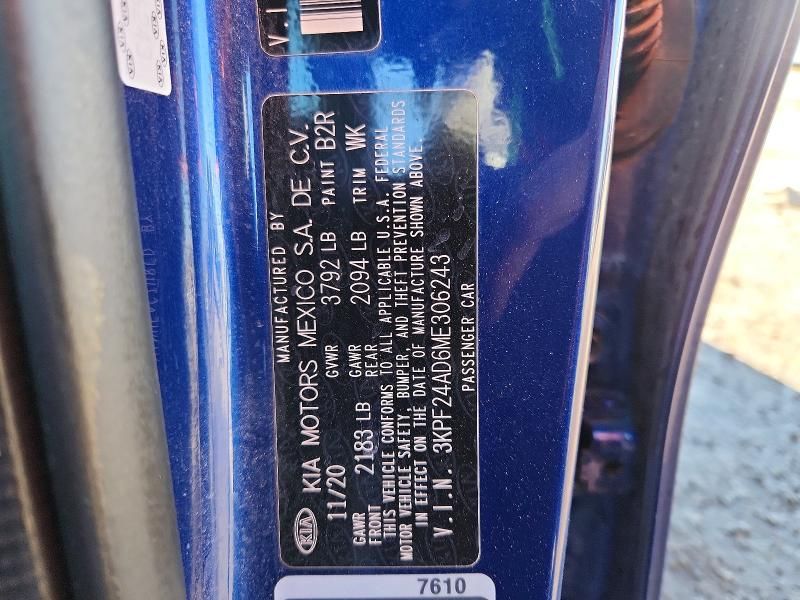 V.I.N
KIA
MANUFACTURED BY
KIA MOTORS MEXICO S.A. DE C.V.
11/20 GVWR 3792 LB PAINT B2R
GAWR FRONT 2183 LB GAWR REAR 2094 LB TRIM WK
THIS VEHICLE CONFORMS TO ALL APPLICABLE U.S.A. FEDERAL
MOTOR VEHICLE SAFETY, BUMPER, AND THEFT PREVENTION STANDARDS
IN EFFECT ON THE DATE OF MANUFACTURE SHOWN ABOVE.
V.I.N. 3KPF24AD6ME306243
PASSENGER CAR
7610